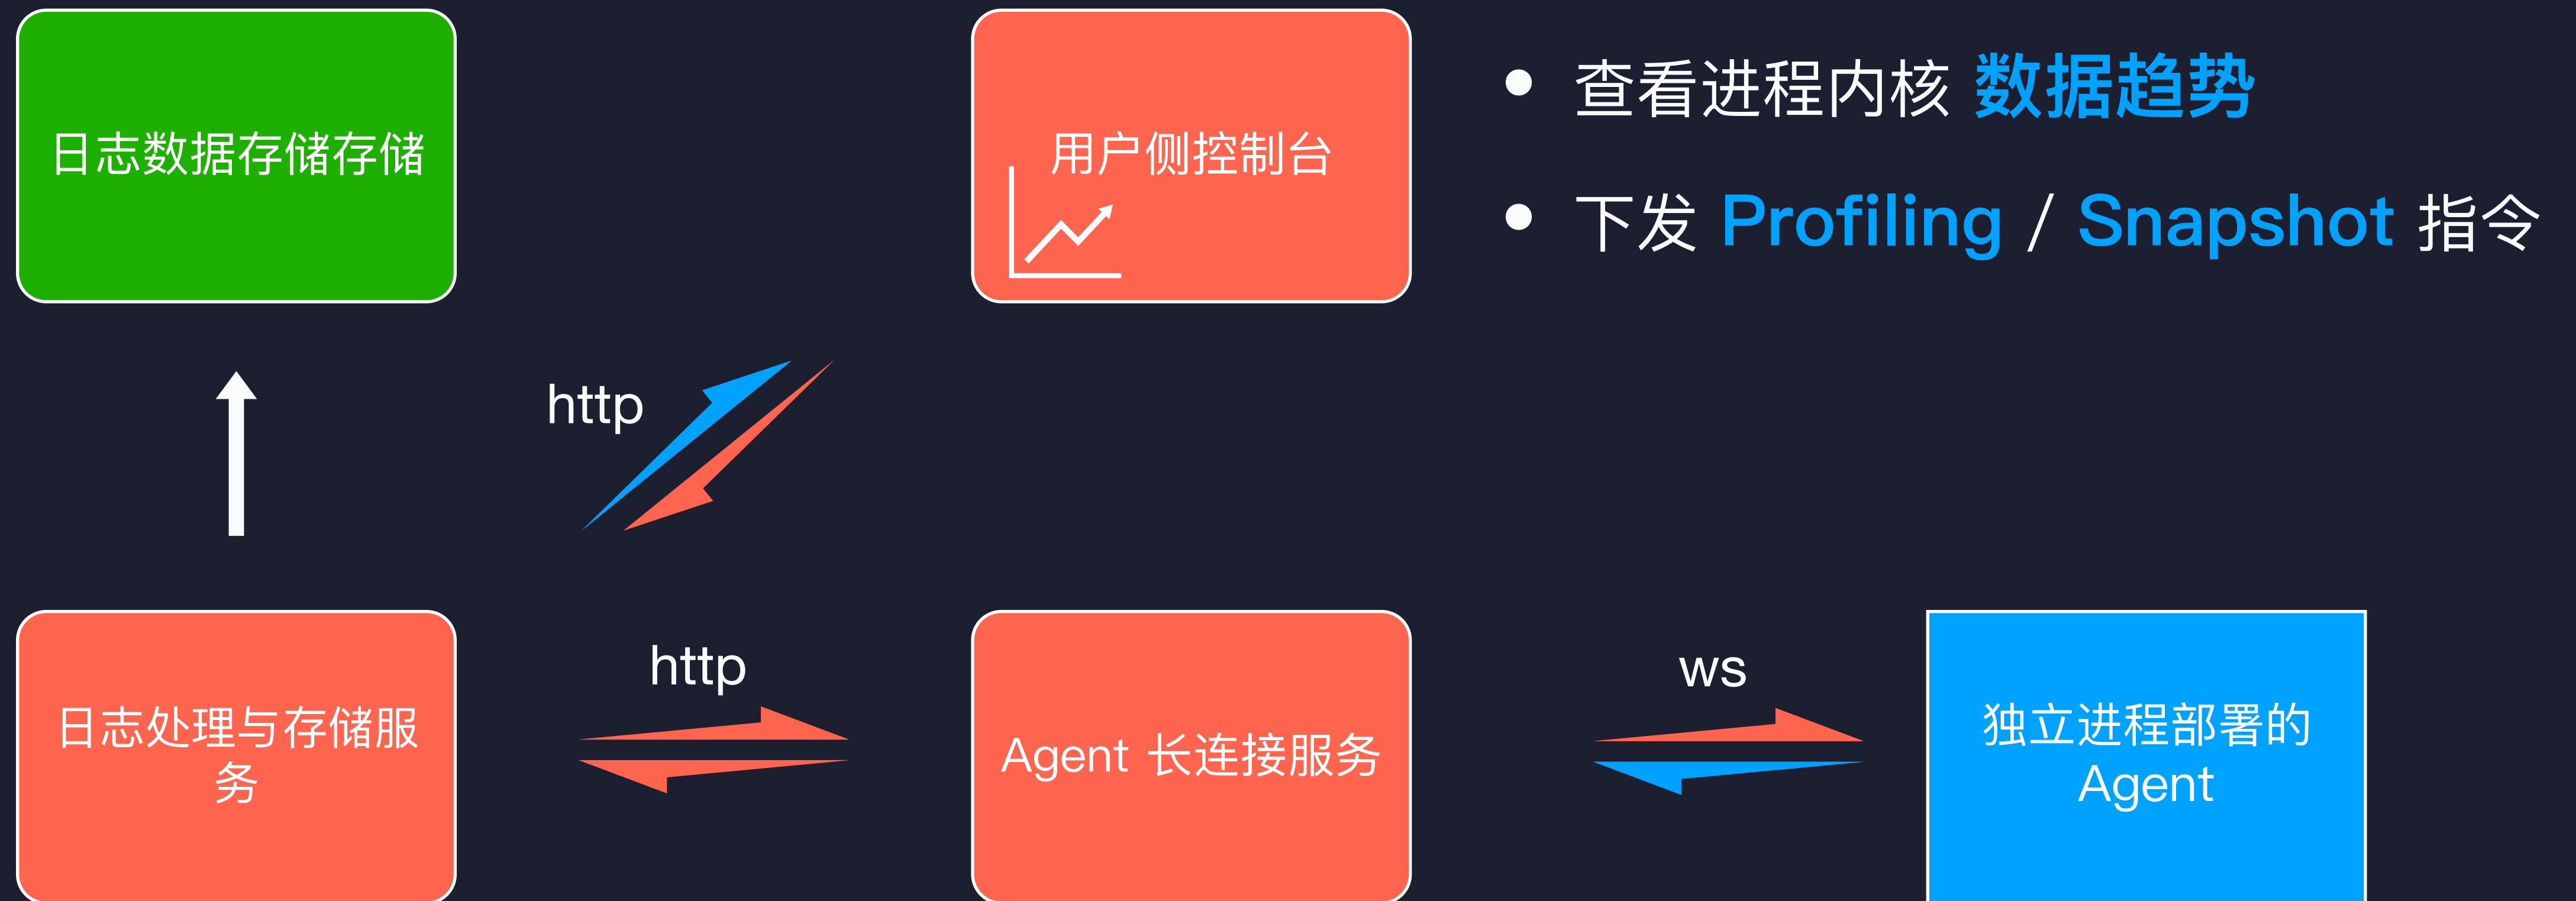 日志数据存储存储
用户侧控制台
查看进程内核 数据趋势
下发 Profiling / Snapshot 指令
http
http
ws
日志处理与存储服
务
Agent 长连接服务
独立进程部署的
Agent